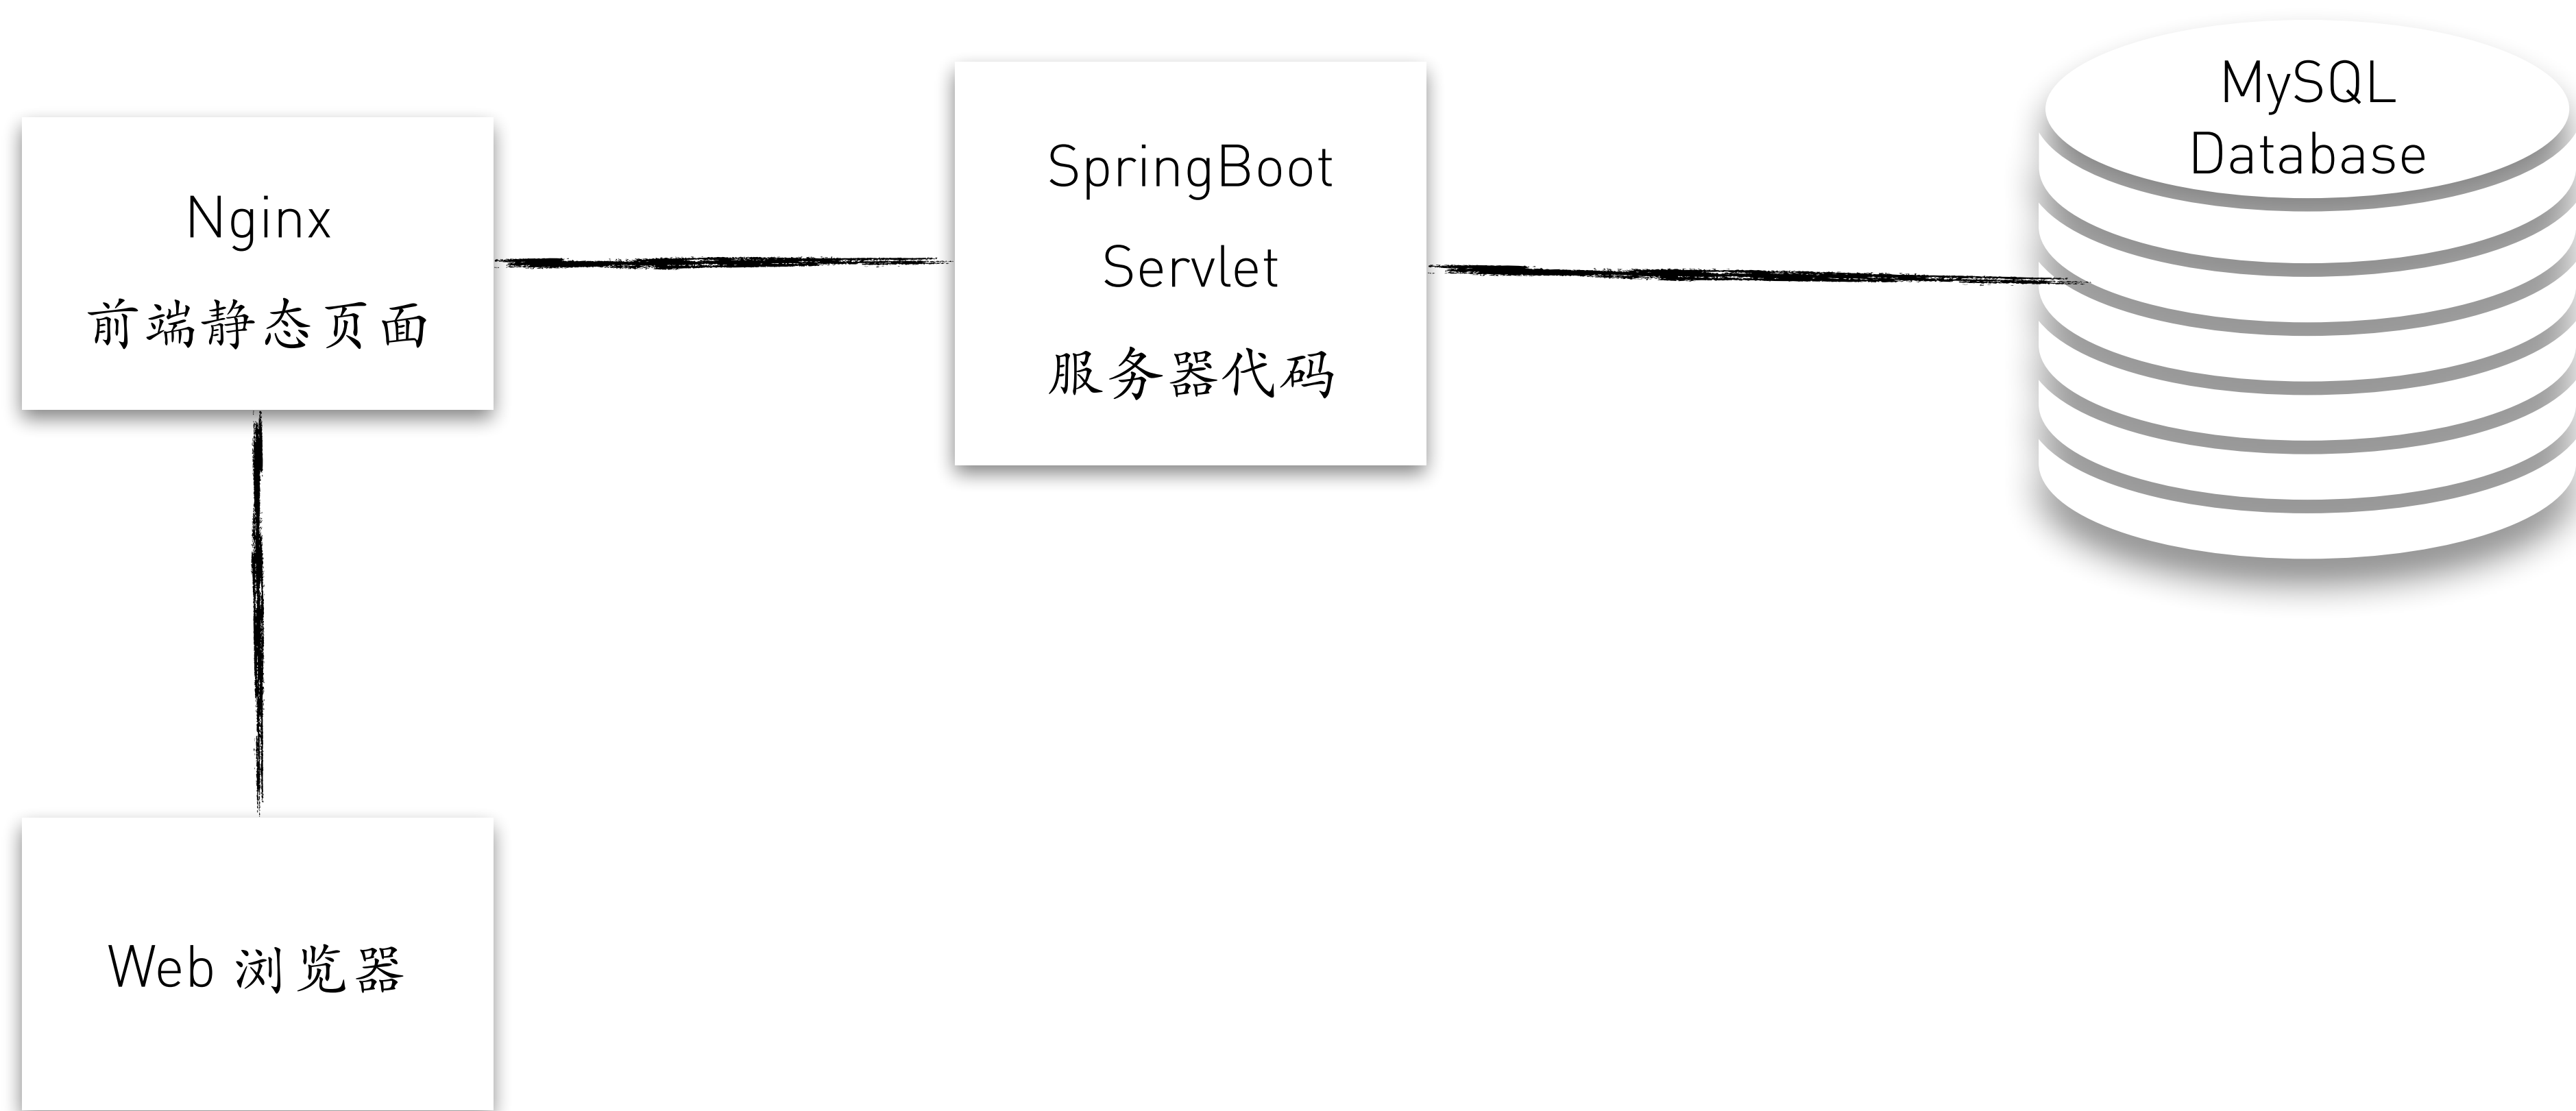 Nginx
前端静态页面
SpringBoot
Servlet
服务器代码
MySQL
Database
Web 浏览器